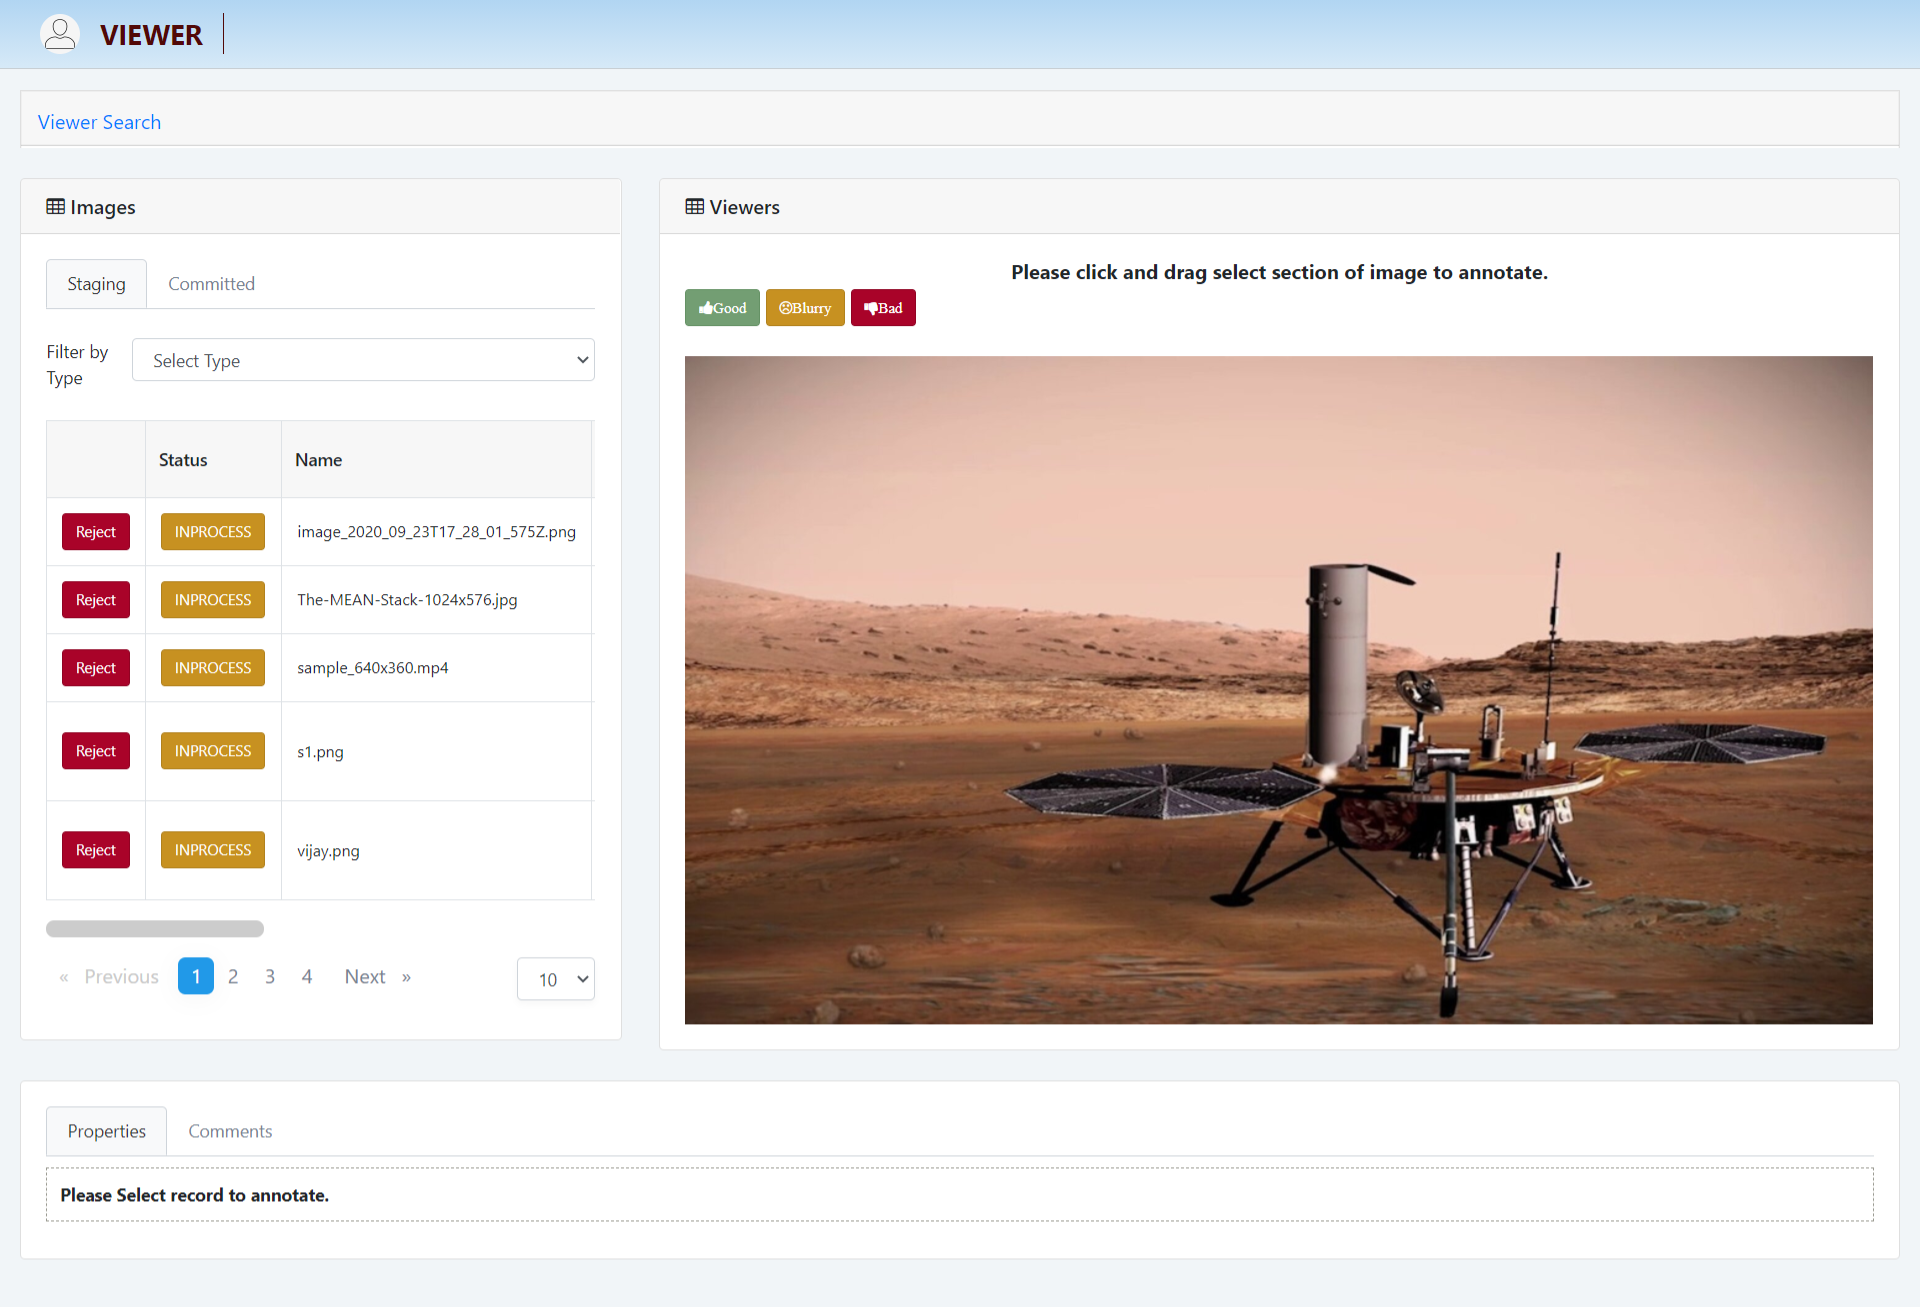 VIEWER
Viewer Search
Images
Staging
Committed
Filter by
Type
Select Type
Status
Name
Reject
INPROCESS
image_2020_09_23T17_28_01_575Z.png
Reject
INPROCESS
The-MEAN-Stack-1024x576.jpg
Reject
INPROCESS
sample_640x360.mp4
Reject
INPROCESS
s1.png
Reject
INPROCESS
vijay.png
« Previous 1 2 3 4 Next »
10
Viewers
Please click and drag select section of image to annotate.
Good
Blurry
Bad
Properties
Comments
Please Select record to annotate.